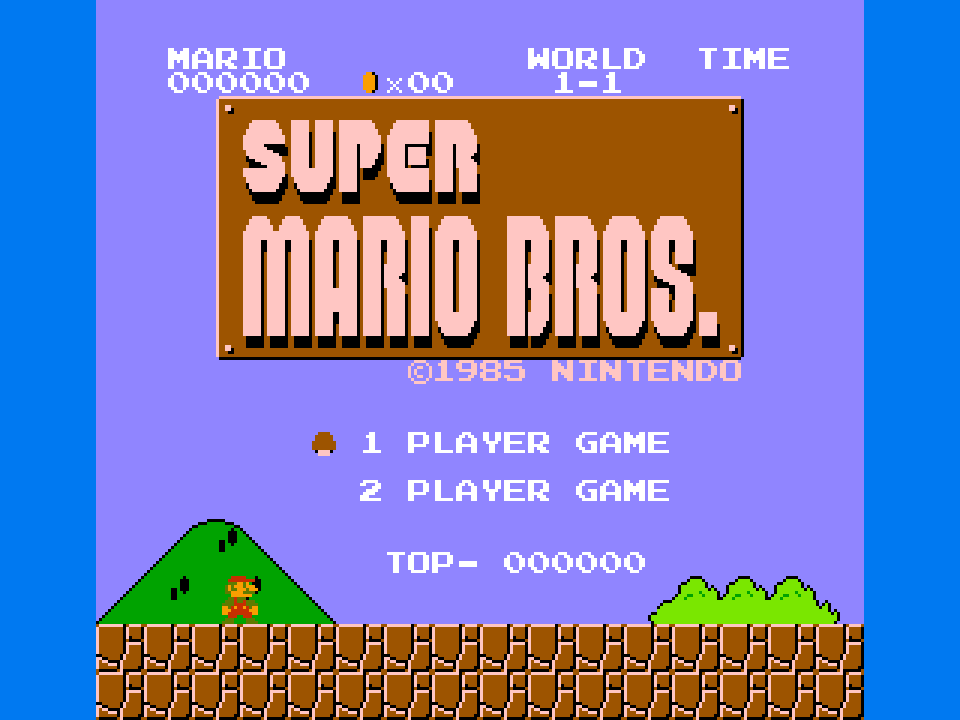 MARIO WORLD TIME
000000 x00 1-1
SUPER
MARIO BROS.
©1985 NINTENDO
1 PLAYER GAME
2 PLAYER GAME
TOP- 000000